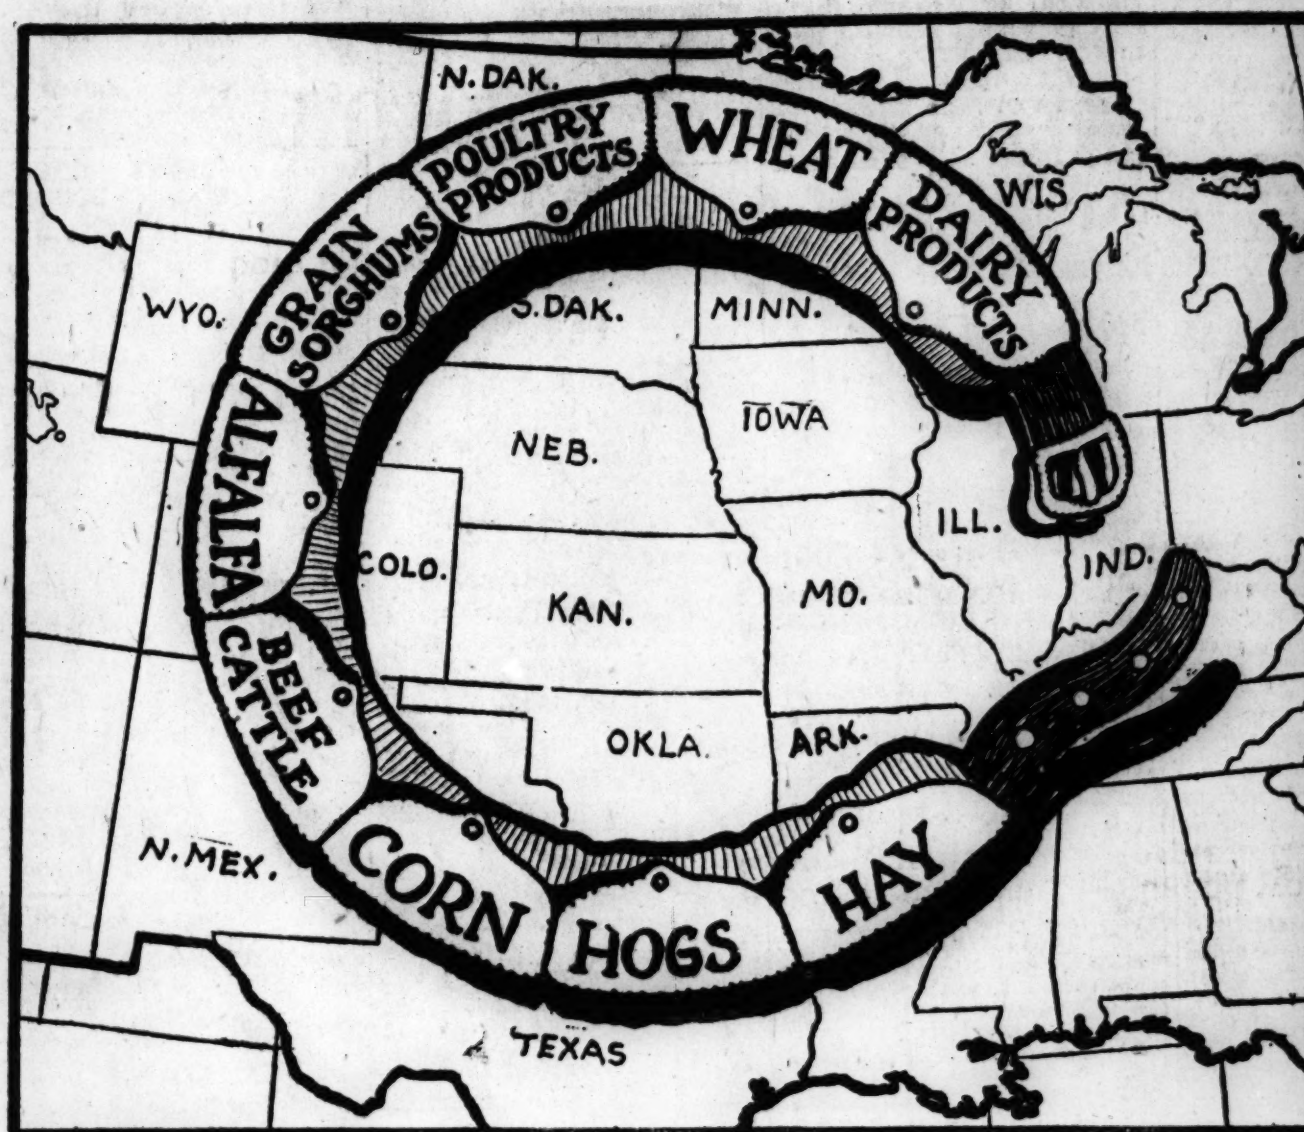 N.DAK.
POULTRY
PRODUCTS
WHEAT
DAIRY
PRODUCTS
WIS
GRAIN
SORGHUMS
WYO.
S.DAK.
MINN.
ALFALFA
NEB.
IOWA
ILL.
IND.
COLO.
KAN.
MO.
BEEF
CATTLE
OKLA.
ARK.
N.MEX.
CORN
HOGS
HAY
TEXAS